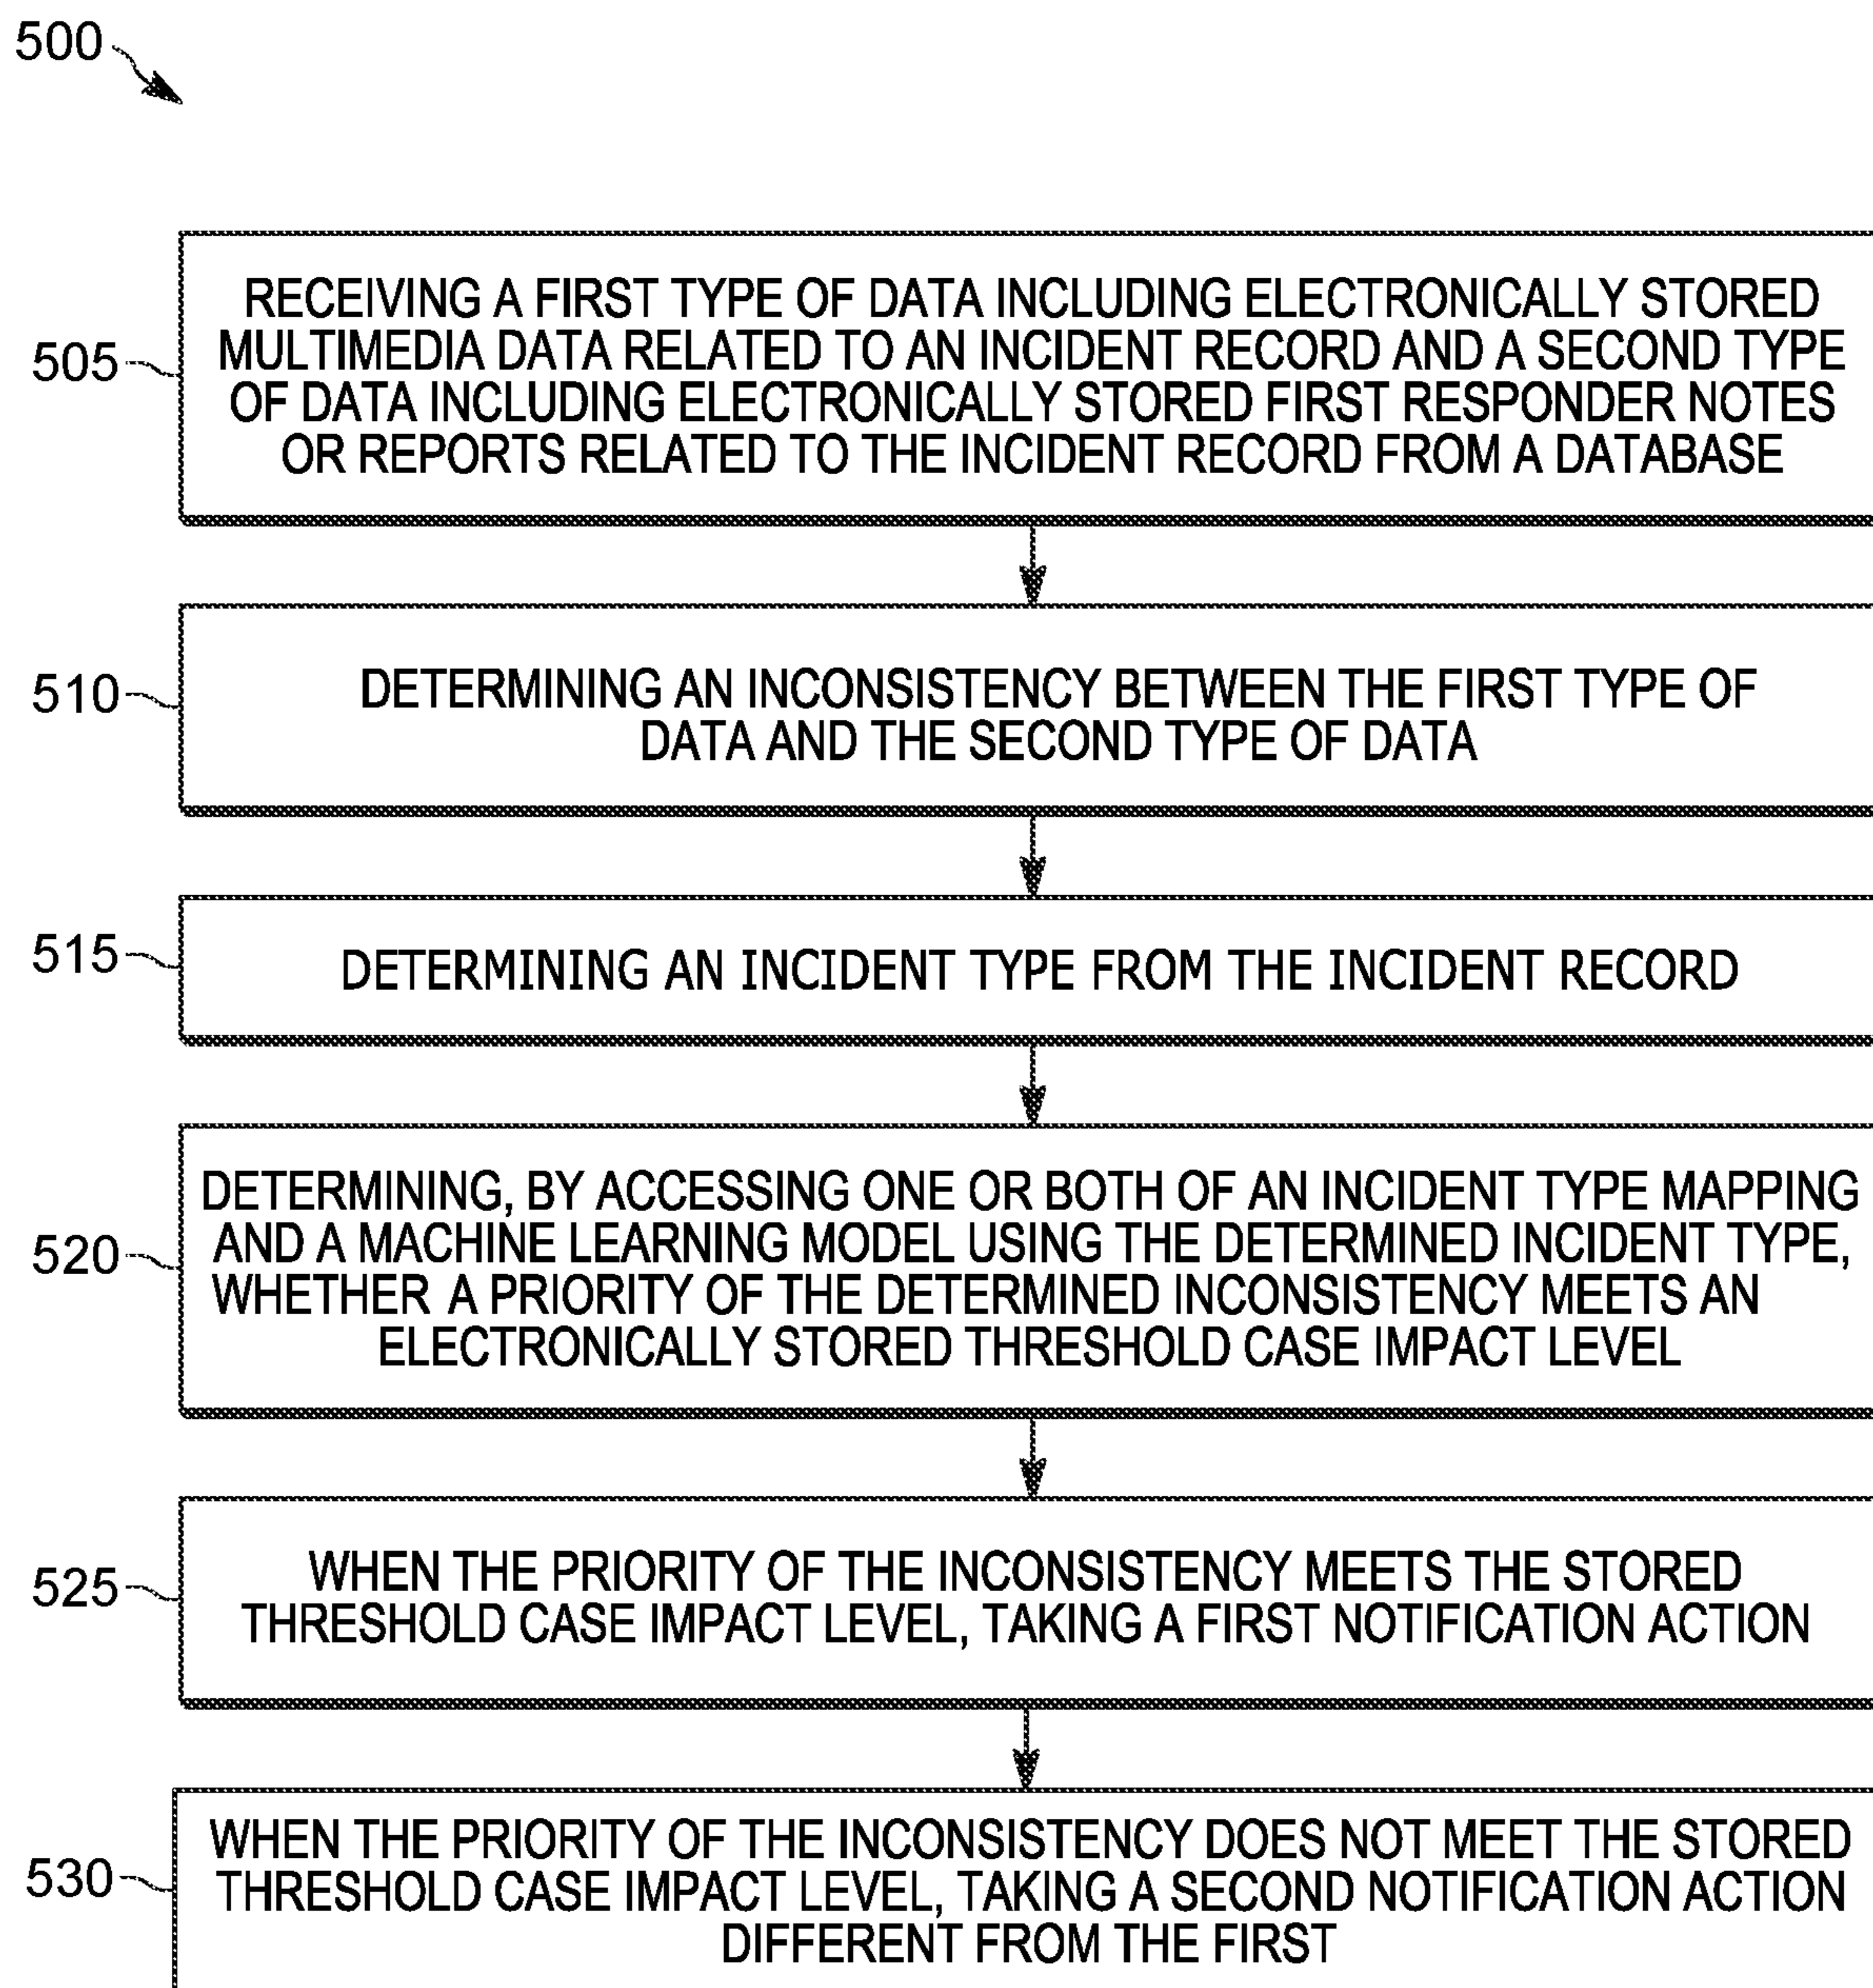 500
505
RECEIVING A FIRST TYPE OF DATA INCLUDING ELECTRONICALLY STORED
MULTIMEDIA DATA RELATED TO AN INCIDENT RECORD AND A SECOND TYPE
OF DATA INCLUDING ELECTRONICALLY STORED FIRST RESPONDER NOTES
OR REPORTS RELATED TO THE INCIDENT RECORD FROM A DATABASE
510
DETERMINING AN INCONSISTENCY BETWEEN THE FIRST TYPE OF
DATA AND THE SECOND TYPE OF DATA
515
DETERMINING AN INCIDENT TYPE FROM THE INCIDENT RECORD
520
DETERMINING, BY ACCESSING ONE OR BOTH OF AN INCIDENT TYPE MAPPING
AND A MACHINE LEARNING MODEL USING THE DETERMINED INCIDENT TYPE,
WHETHER A PRIORITY OF THE DETERMINED INCONSISTENCY MEETS AN
ELECTRONICALLY STORED THRESHOLD CASE IMPACT LEVEL
525
WHEN THE PRIORITY OF THE INCONSISTENCY MEETS THE STORED
THRESHOLD CASE IMPACT LEVEL, TAKING A FIRST NOTIFICATION ACTION
530
WHEN THE PRIORITY OF THE INCONSISTENCY DOES NOT MEET THE STORED
THRESHOLD CASE IMPACT LEVEL, TAKING A SECOND NOTIFICATION ACTION
DIFFERENT FROM THE FIRST